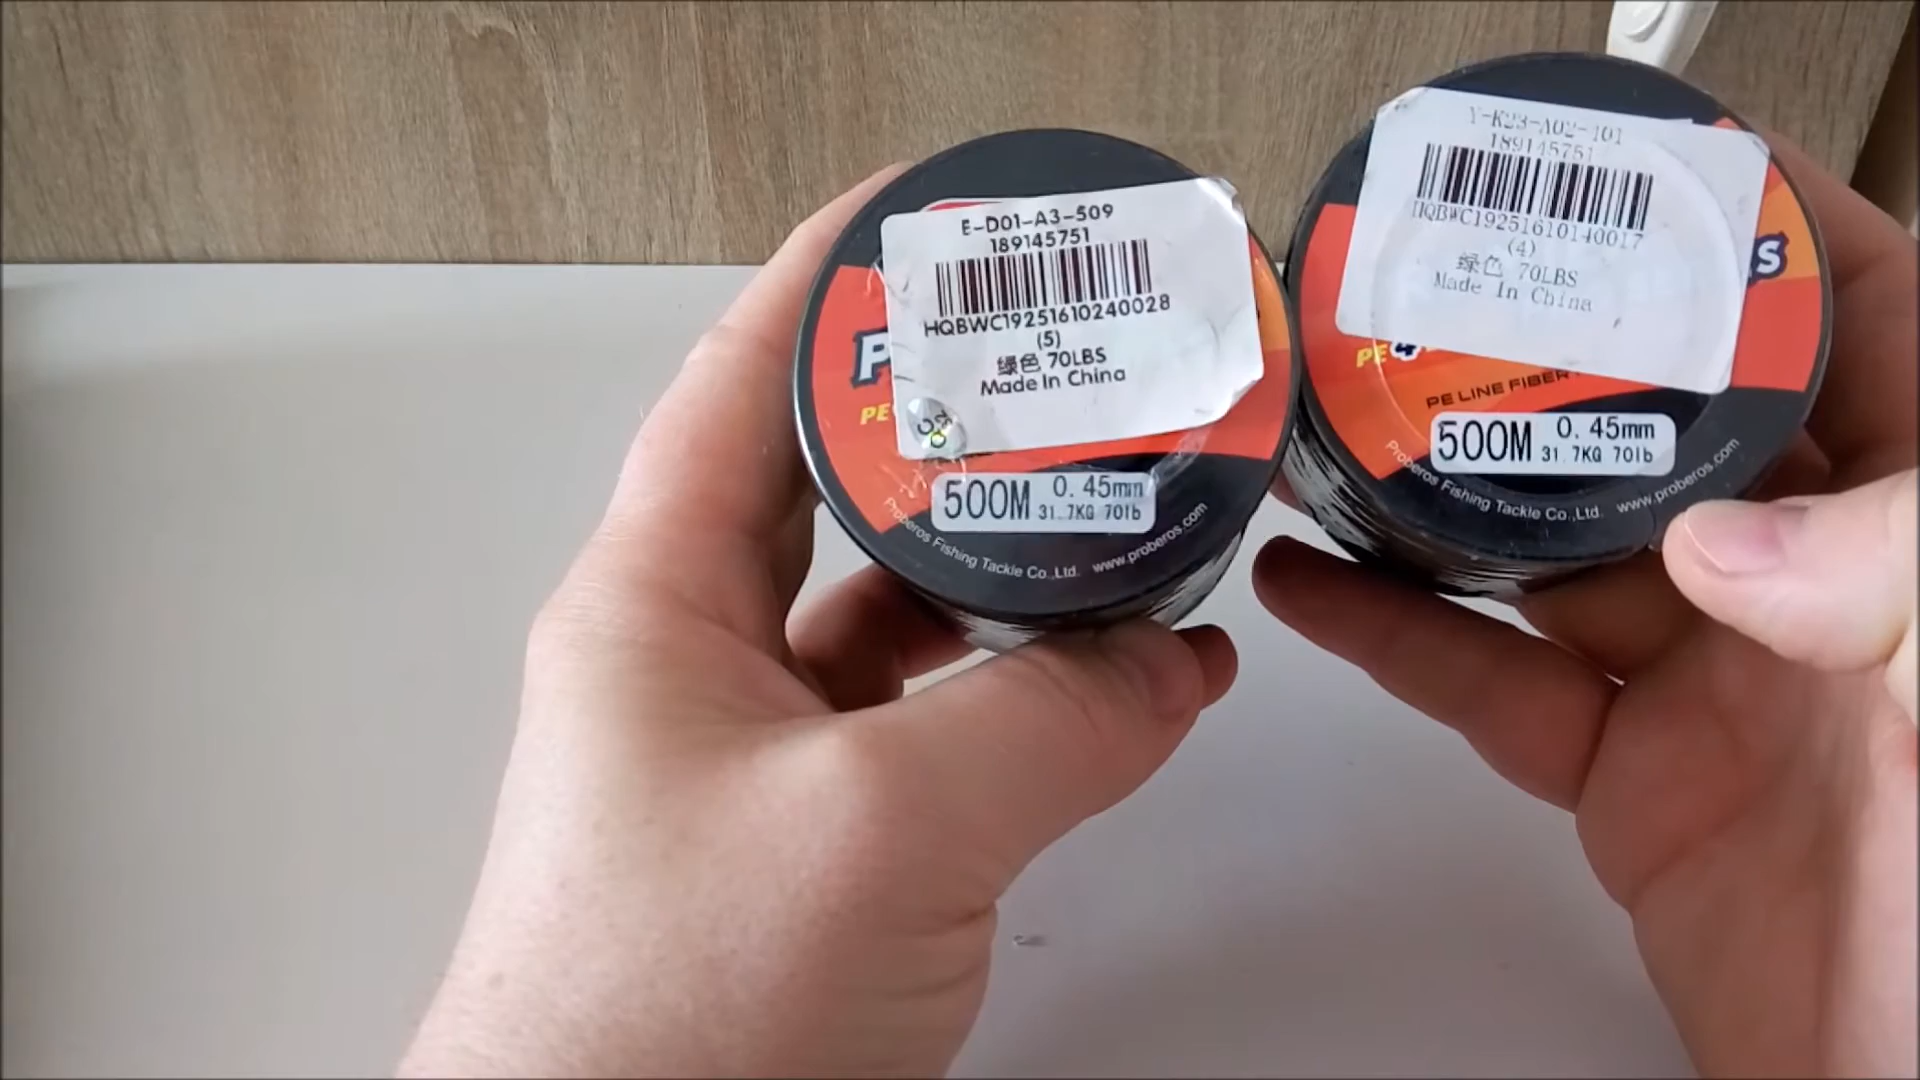 E-D01-A3-509
189145751
HQBWC19251610240028
(5)
绿色 70LBS
Made In China
P
PE
500M 0.45mm
31.7KG 70lb
Proberos Fishing Tackle Co.,Ltd. www.proberos.com
Y-K23-A02-101
189145751
HQBWC19251610140017
(4)
绿色 70LBS
Made In China
S
PE 4
PE LINE FIBER
500M 0.45mm
31.7KG 70lb
Proberos Fishing Tackle Co.,Ltd. www.proberos.com